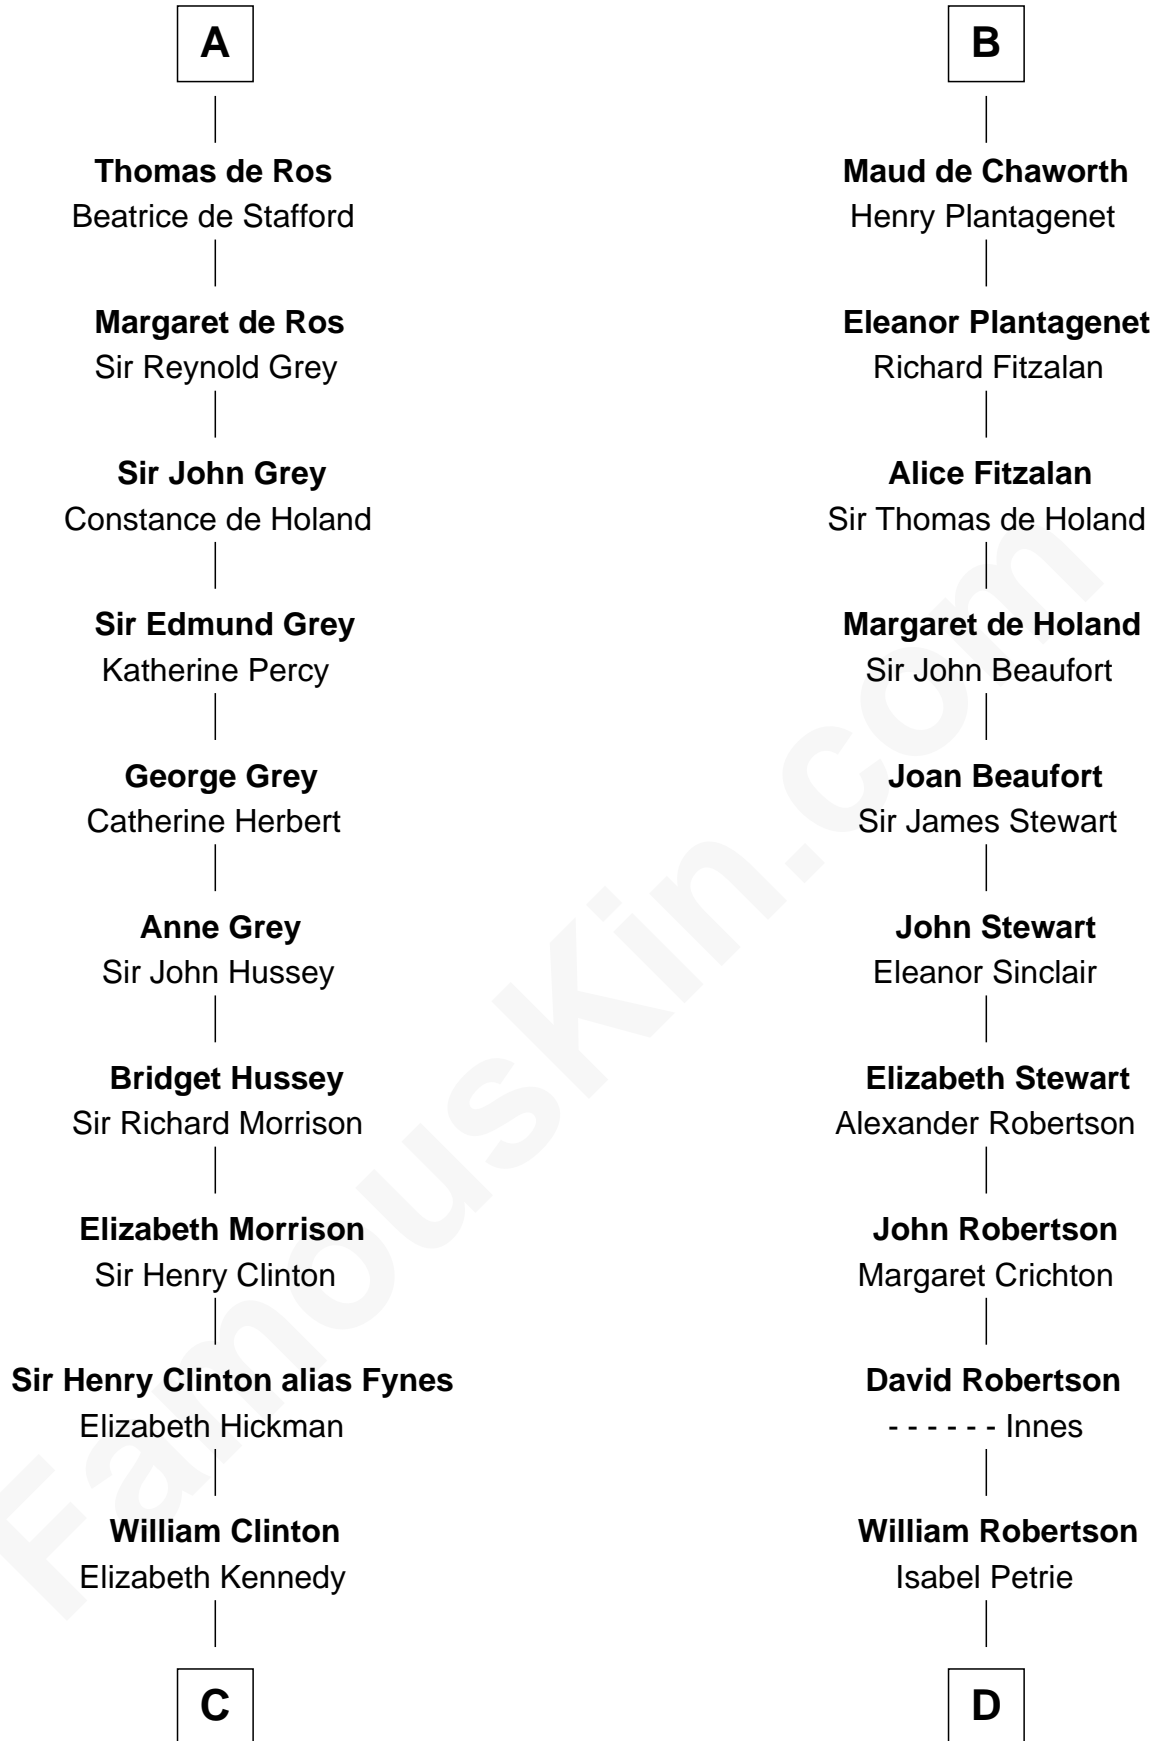 A
Thomas de Ros
Beatrice de Stafford
Margaret de Ros
Sir Reynold Grey
Sir John Grey
Constance de Holand
Sir Edmund Grey
Katherine Percy
George Grey
Catherine Herbert
Anne Grey
Sir John Hussey
Bridget Hussey
Sir Richard Morrison
Elizabeth Morrison
Sir Henry Clinton
Sir Henry Clinton alias Fynes
Elizabeth Hickman
William Clinton
Elizabeth Kennedy
C
B
Maud de Chaworth
Henry Plantagenet
Eleanor Plantagenet
Richard Fitzalan
Alice Fitzalan
Sir Thomas de Holand
Margaret de Holand
Sir John Beaufort
Joan Beaufort
Sir James Stewart
John Stewart
Eleanor Sinclair
Elizabeth Stewart
Alexander Robertson
John Robertson
Margaret Crichton
David Robertson
- - - - - - Innes
William Robertson
Isabel Petrie
D
FamousKin.com